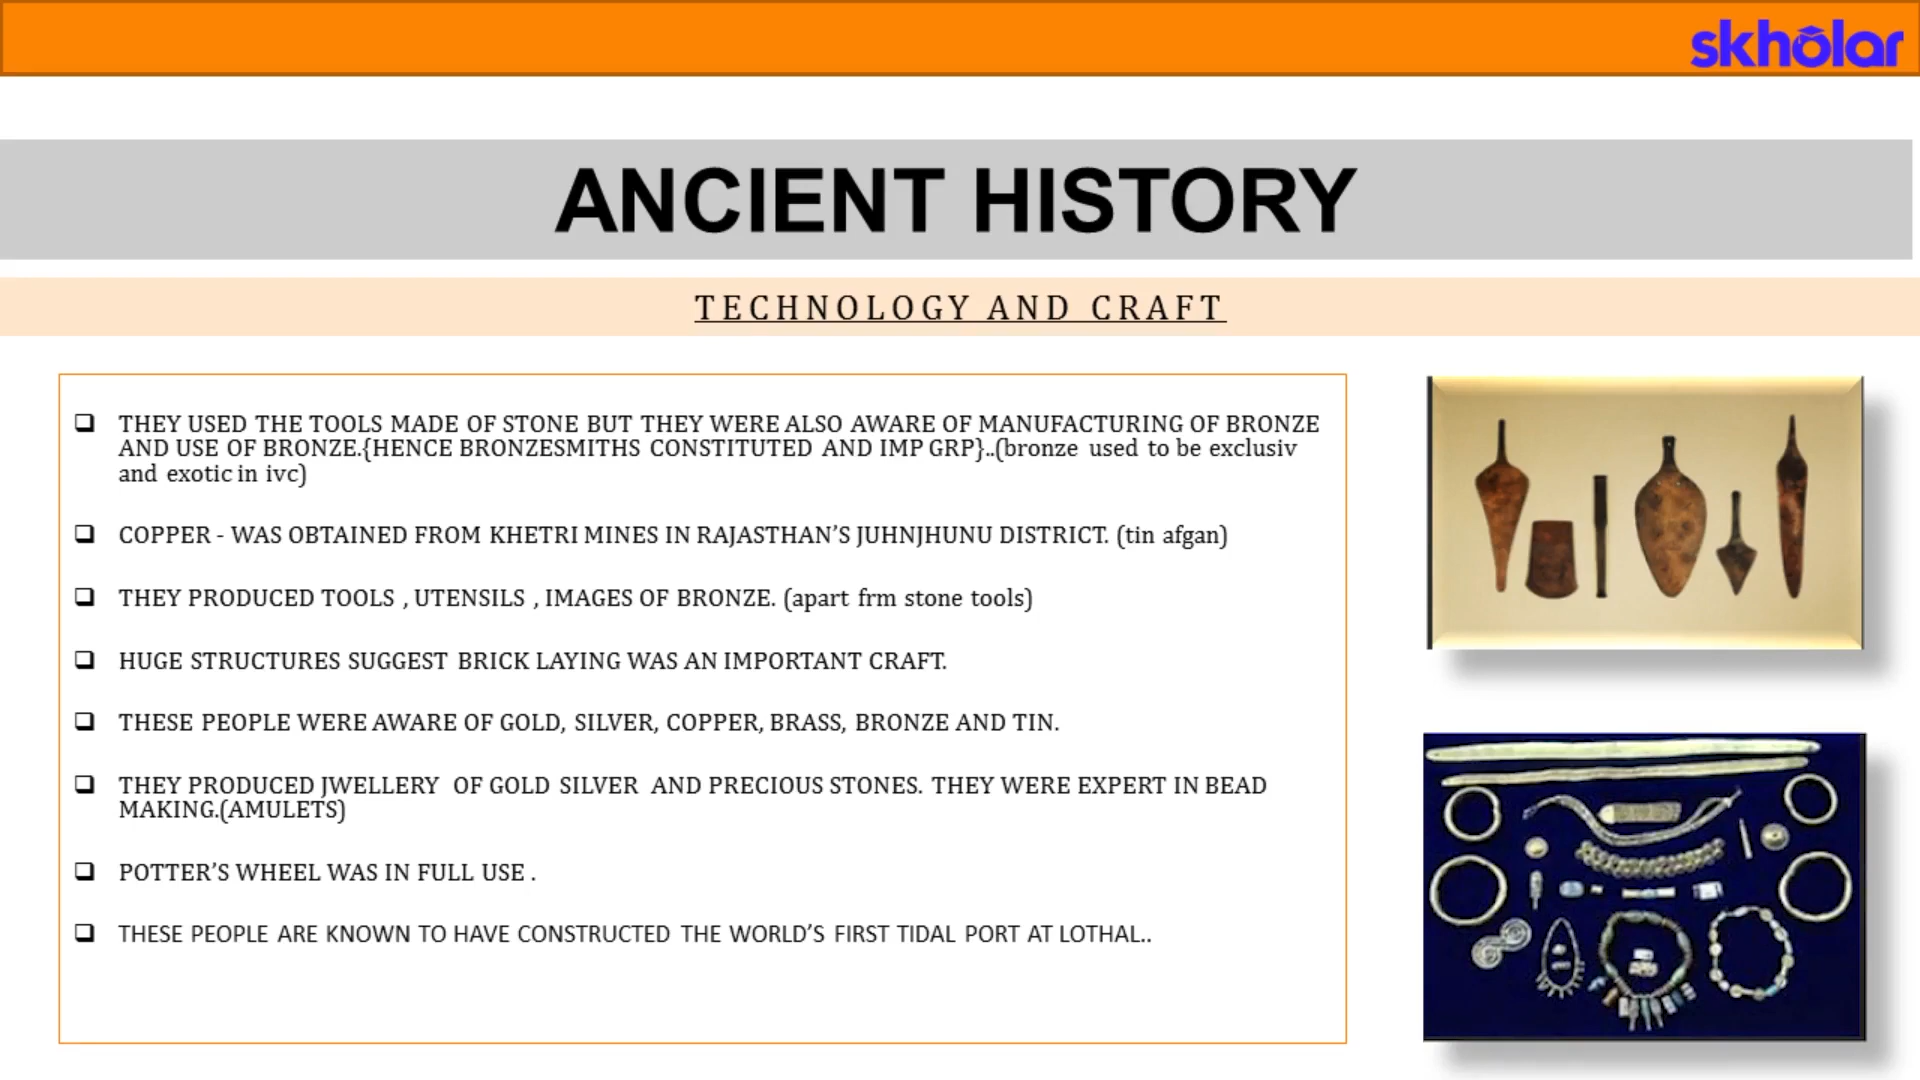 skholar
ANCIENT HISTORY
TECHNOLOGY AND CRAFT
THEY USED THE TOOLS MADE OF STONE BUT THEY WERE ALSO AWARE OF MANUFACTURING OF BRONZE
AND USE OF BRONZE.{HENCE BRONZESMITHS CONSTITUTED AND IMP GRP}..(bronze used to be exclusiv
and exotic in ivc)
COPPER - WAS OBTAINED FROM KHETRI MINES IN RAJASTHAN’S JUHNJHUNU DISTRICT. (tin afgan)
THEY PRODUCED TOOLS , UTENSILS , IMAGES OF BRONZE. (apart frm stone tools)
HUGE STRUCTURES SUGGEST BRICK LAYING WAS AN IMPORTANT CRAFT.
THESE PEOPLE WERE AWARE OF GOLD, SILVER, COPPER, BRASS, BRONZE AND TIN.
THEY PRODUCED JWELLERY OF GOLD SILVER AND PRECIOUS STONES. THEY WERE EXPERT IN BEAD
MAKING.(AMULETS)
POTTER’S WHEEL WAS IN FULL USE .
THESE PEOPLE ARE KNOWN TO HAVE CONSTRUCTED THE WORLD’S FIRST TIDAL PORT AT LOTHAL..